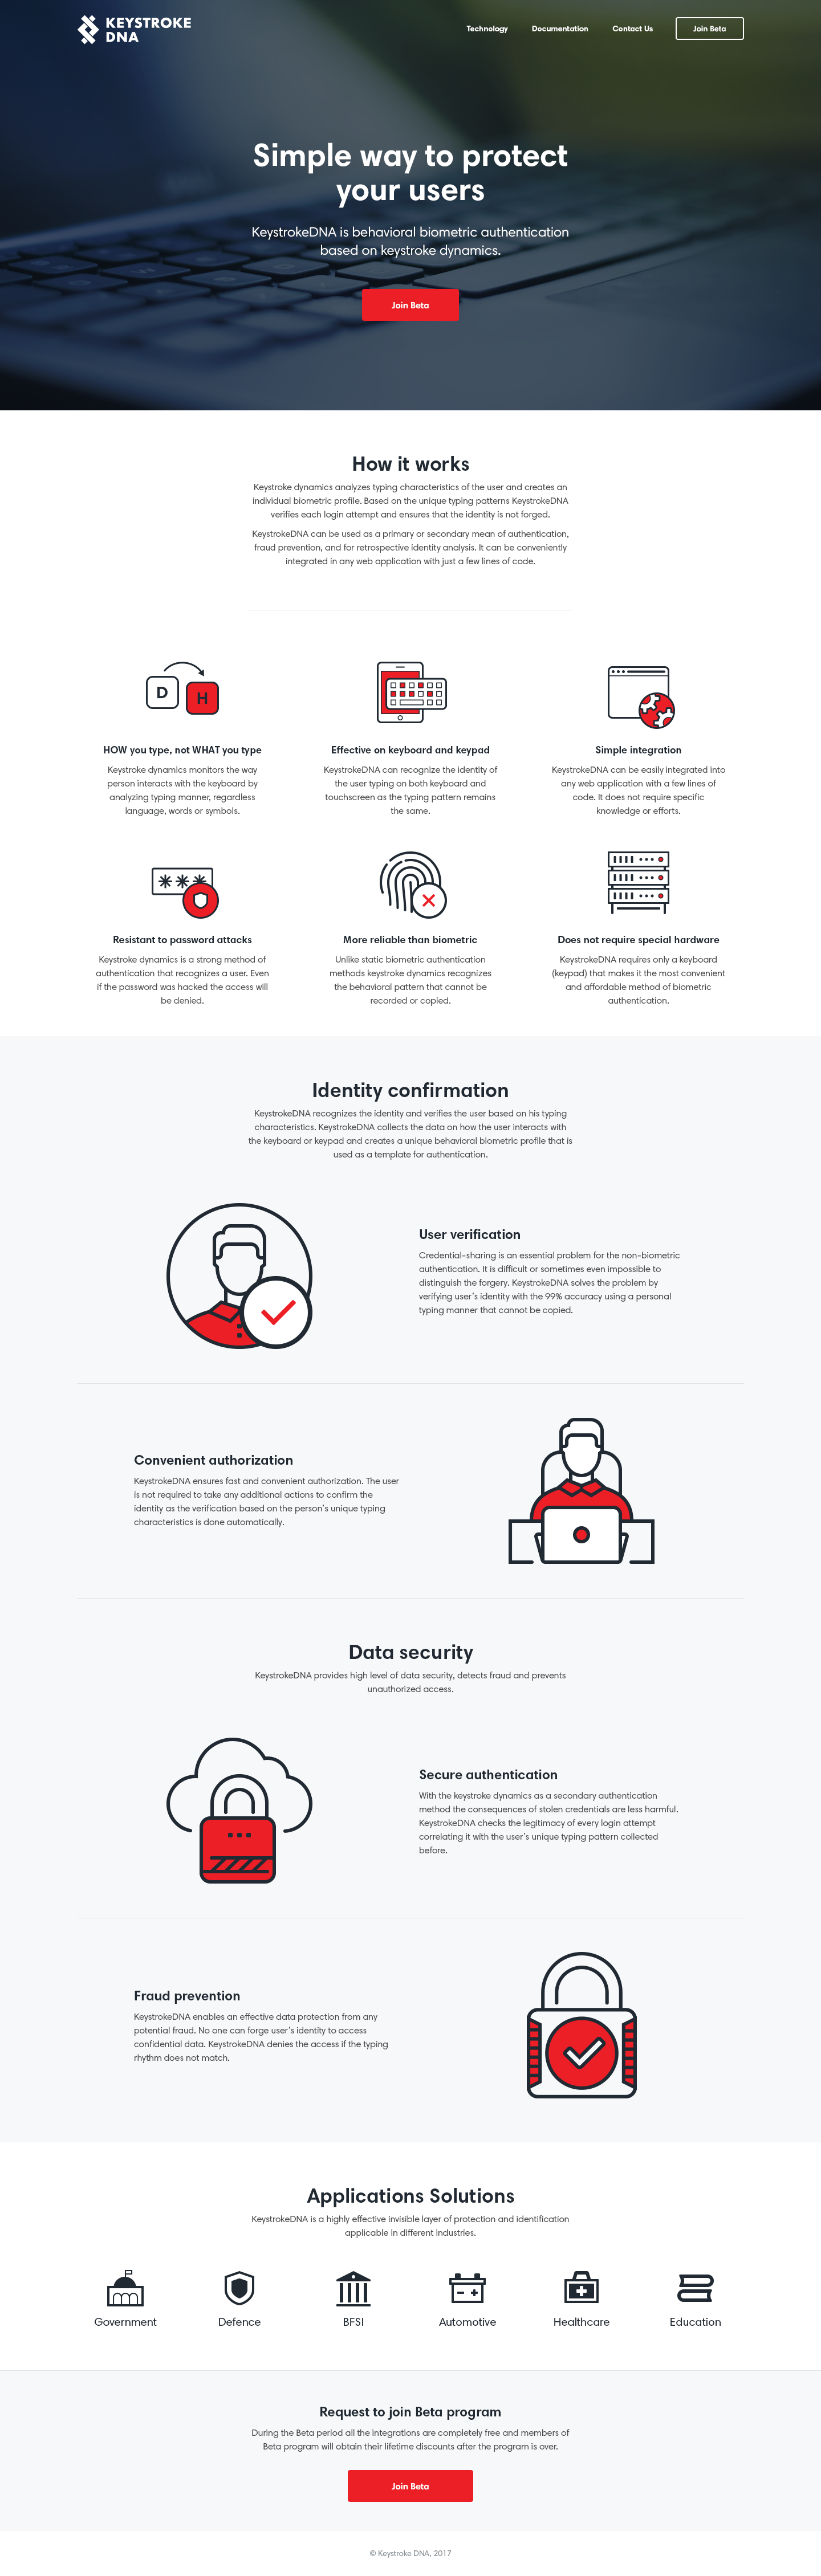 KEYSTROKE
DNA
Technology
Documentation
Contact Us
Join Beta
Simple way to protect
your users
KeystrokeDNA is behavioral biometric authentication
based on keystroke dynamics.
Join Beta
How it works
Keystroke dynamics analyzes typing characteristics of the user and creates an
individual biometric profile. Based on the unique typing patterns KeystrokeDNA
verifies each login attempt and ensures that the identity is not forged.
KeystrokeDNA can be used as a primary or secondary mean of authentication,
fraud prevention, and for retrospective identity analysis. It can be conveniently
integrated in any web application with just a few lines of code.
D
H
HOW you type, not WHAT you type
Keystroke dynamics monitors the way
person interacts with the keyboard by
analyzing typing manner, regardless
language, words or symbols.
Effective on keyboard and keypad
KeystrokeDNA can recognize the identity of
the user typing on both keyboard and
touchscreen as the typing pattern remains
the same.
Simple integration
KeystrokeDNA can be easily integrated into
any web application with a few lines of
code. It does not require specific
knowledge or efforts.
Resistant to password attacks
Keystroke dynamics is a strong method of
authentication that recognizes a user. Even
if the password was hacked the access will
be denied.
More reliable than biometric
Unlike static biometric authentication
methods keystroke dynamics recognizes
the behavioral pattern that cannot be
recorded or copied.
Does not require special hardware
KeystrokeDNA requires only a keyboard
(keypad) that makes it the most convenient
and affordable method of biometric
authentication.
Identity confirmation
KeystrokeDNA recognizes the identity and verifies the user based on his typing
characteristics. KeystrokeDNA collects the data on how the user interacts with
the keyboard or keypad and creates a unique behavioral biometric profile that is
used as a template for authentication.
User verification
Credential-sharing is an essential problem for the non-biometric
authentication. It is difficult or sometimes even impossible to
distinguish the forgery. KeystrokeDNA solves the problem by
verifying user's identity with the 99% accuracy using a personal
typing manner that cannot be copied.
Convenient authorization
KeystrokeDNA ensures fast and convenient authorization. The user
is not required to take any additional actions to confirm the
identity as the verification based on the person's unique typing
characteristics is done automatically.
Data security
KeystrokeDNA provides high level of data security, detects fraud and prevents
unauthorized access.
Secure authentication
With the keystroke dynamics as a secondary authentication
method the consequences of stolen credentials are less harmful.
KeystrokeDNA checks the legitimacy of every login attempt
correlating it with the user's unique typing pattern collected
before.
Fraud prevention
KeystrokeDNA enables an effective data protection from any
potential fraud. No one can forge user's identity to access
confidential data. KeystrokeDNA denies the access if the typing
rhythm does not match.
Applications Solutions
KeystrokeDNA is a highly effective invisible layer of protection and identification
applicable in different industries.
Government
Defence
BFSI
Automotive
Healthcare
Education
Request to join Beta program
During the Beta period all the integrations are completely free and members of
Beta program will obtain their lifetime discounts after the program is over.
Join Beta
© Keystroke DNA, 2017